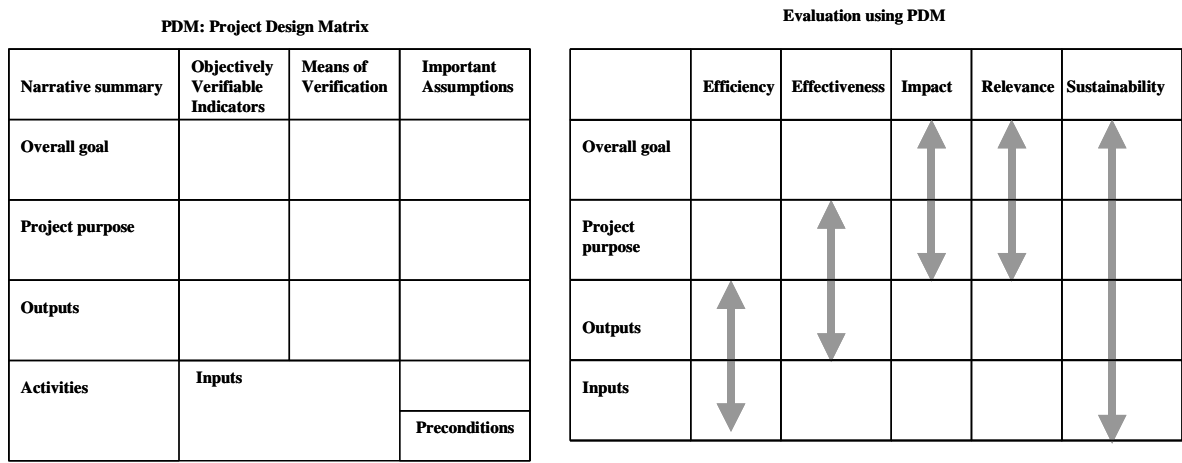 PDM: Project Design Matrix
Narrative summary
Objectively
Verifiable
Indicators
Means of
Verification
Important
Assumptions
Overall goal
Project purpose
Outputs
Activities
Inputs
Preconditions
Evaluation using PDM
Efficiency
Effectiveness
Impact
Relevance
Sustainability
Overall goal
Project
purpose
Outputs
Inputs